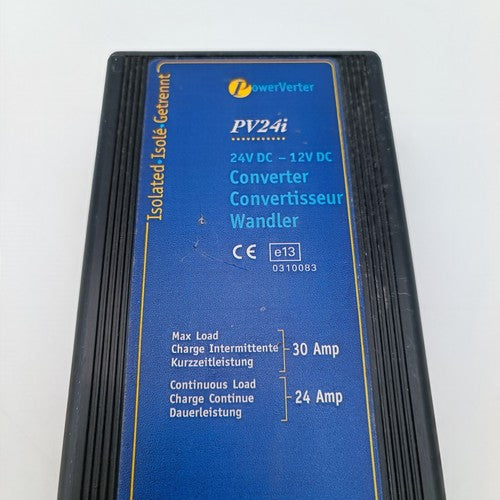 Isolated·Isolé·Getrennt
PowerVerter
PV24i
24V DC – 12V DC
Converter
Convertisseur
Wandler
CE e13
0310083
Max Load
Charge Intermittente
Kurzzeitleistung
30 Amp
Continuous Load
Charge Continue
Dauerleistung
24 Amp